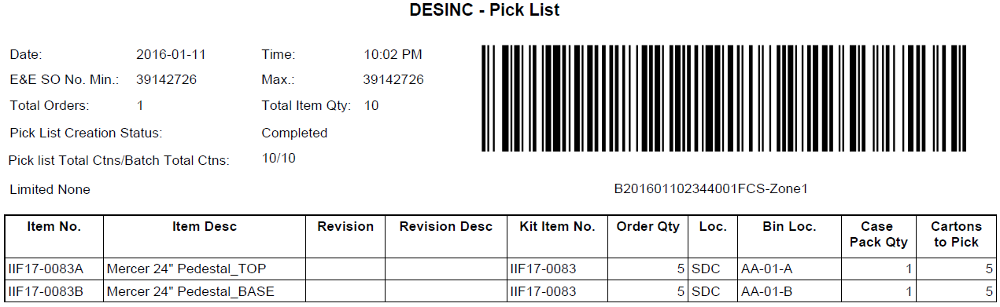 DESINC - Pick List
Date: 2016-01-11 Time: 10:02 PM
E&E SO No. Min.: 39142726 Max.: 39142726
Total Orders: 1 Total Item Qty: 10
Pick List Creation Status: Completed
Pick list Total Ctns/Batch Total Ctns: 10/10
Limited None
B201601102344001FCS-Zone1
Item No. Item Desc Revision Revision Desc Kit Item No. Order Qty Loc. Bin Loc. Case Pack Qty Cartons to Pick
IIF17-0083A Mercer 24" Pedestal_TOP IIF17-0083 5 SDC AA-01-A 1 5
IIF17-0083B Mercer 24" Pedestal_BASE IIF17-0083 5 SDC AA-01-B 1 5